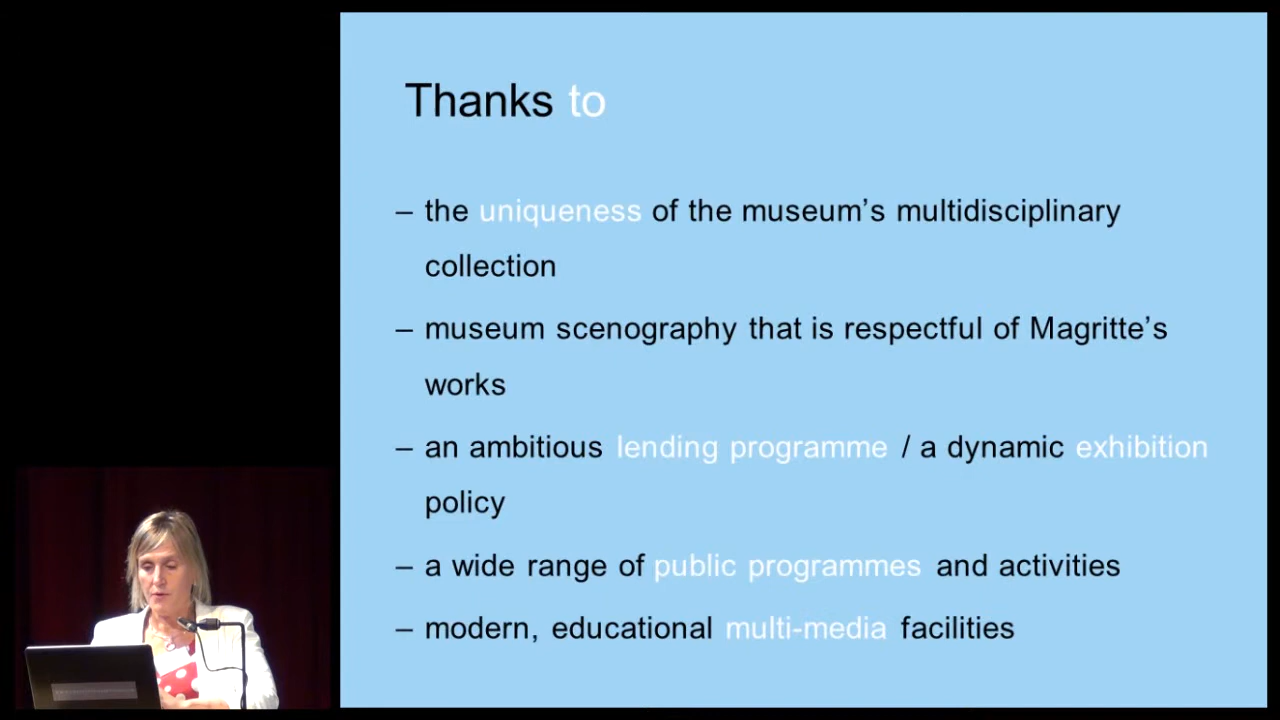 Thanks to
– the uniqueness of the museum’s multidisciplinary
collection
– museum scenography that is respectful of Magritte’s
works
– an ambitious lending programme / a dynamic exhibition
policy
– a wide range of public programmes and activities
– modern, educational multi-media facilities